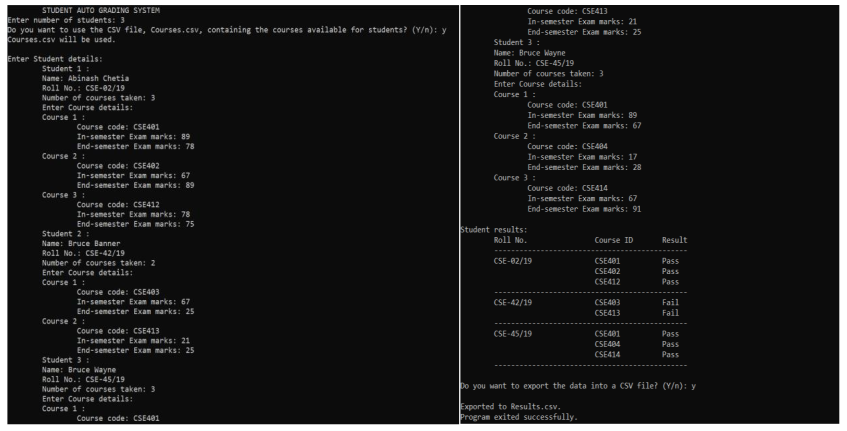 STUDENT AUTO GRADING SYSTEM
Enter number of students: 3
Do you want to use the CSV file, Courses.csv, containing the courses available for students? (Y/n): y
Courses.csv will be used.
Enter Student details:
Student 1 :
Name: Abinash Chetia
Roll No.: CSE-02/19
Number of courses taken: 3
Enter Course details:
Course 1 :
Course code: CSE401
In-semester Exam marks: 89
End-semester Exam marks: 78
Course 2 :
Course code: CSE402
In-semester Exam marks: 67
End-semester Exam marks: 89
Course 3 :
Course code: CSE412
In-semester Exam marks: 78
End-semester Exam marks: 75
Student 2 :
Name: Bruce Banner
Roll No.: CSE-42/19
Number of courses taken: 2
Enter Course details:
Course 1 :
Course code: CSE403
In-semester Exam marks: 67
End-semester Exam marks: 25
Course 2 :
Course code: CSE413
In-semester Exam marks: 21
End-semester Exam marks: 25
Student 3 :
Name: Bruce Wayne
Roll No.: CSE-45/19
Number of courses taken: 3
Enter Course details:
Course 1 :
Course code: CSE401
Course code: CSE413
In-semester Exam marks: 21
End-semester Exam marks: 25
Student 3 :
Name: Bruce Wayne
Roll No.: CSE-45/19
Number of courses taken: 3
Enter Course details:
Course 1 :
Course code: CSE401
In-semester Exam marks: 89
End-semester Exam marks: 67
Course 2 :
Course code: CSE404
In-semester Exam marks: 17
End-semester Exam marks: 28
Course 3 :
Course code: CSE414
In-semester Exam marks: 67
End-semester Exam marks: 91
Student results:
Roll No. Course ID Result
--------------------------------------------
CSE-02/19 CSE401 Pass
CSE402 Pass
CSE412 Pass
--------------------------------------------
CSE-42/19 CSE403 Fail
CSE413 Fail
--------------------------------------------
CSE-45/19 CSE401 Pass
CSE404 Pass
CSE414 Pass
--------------------------------------------
Do you want to export the data into a CSV file? (Y/n): y
Exported to Results.csv.
Program exited successfully.